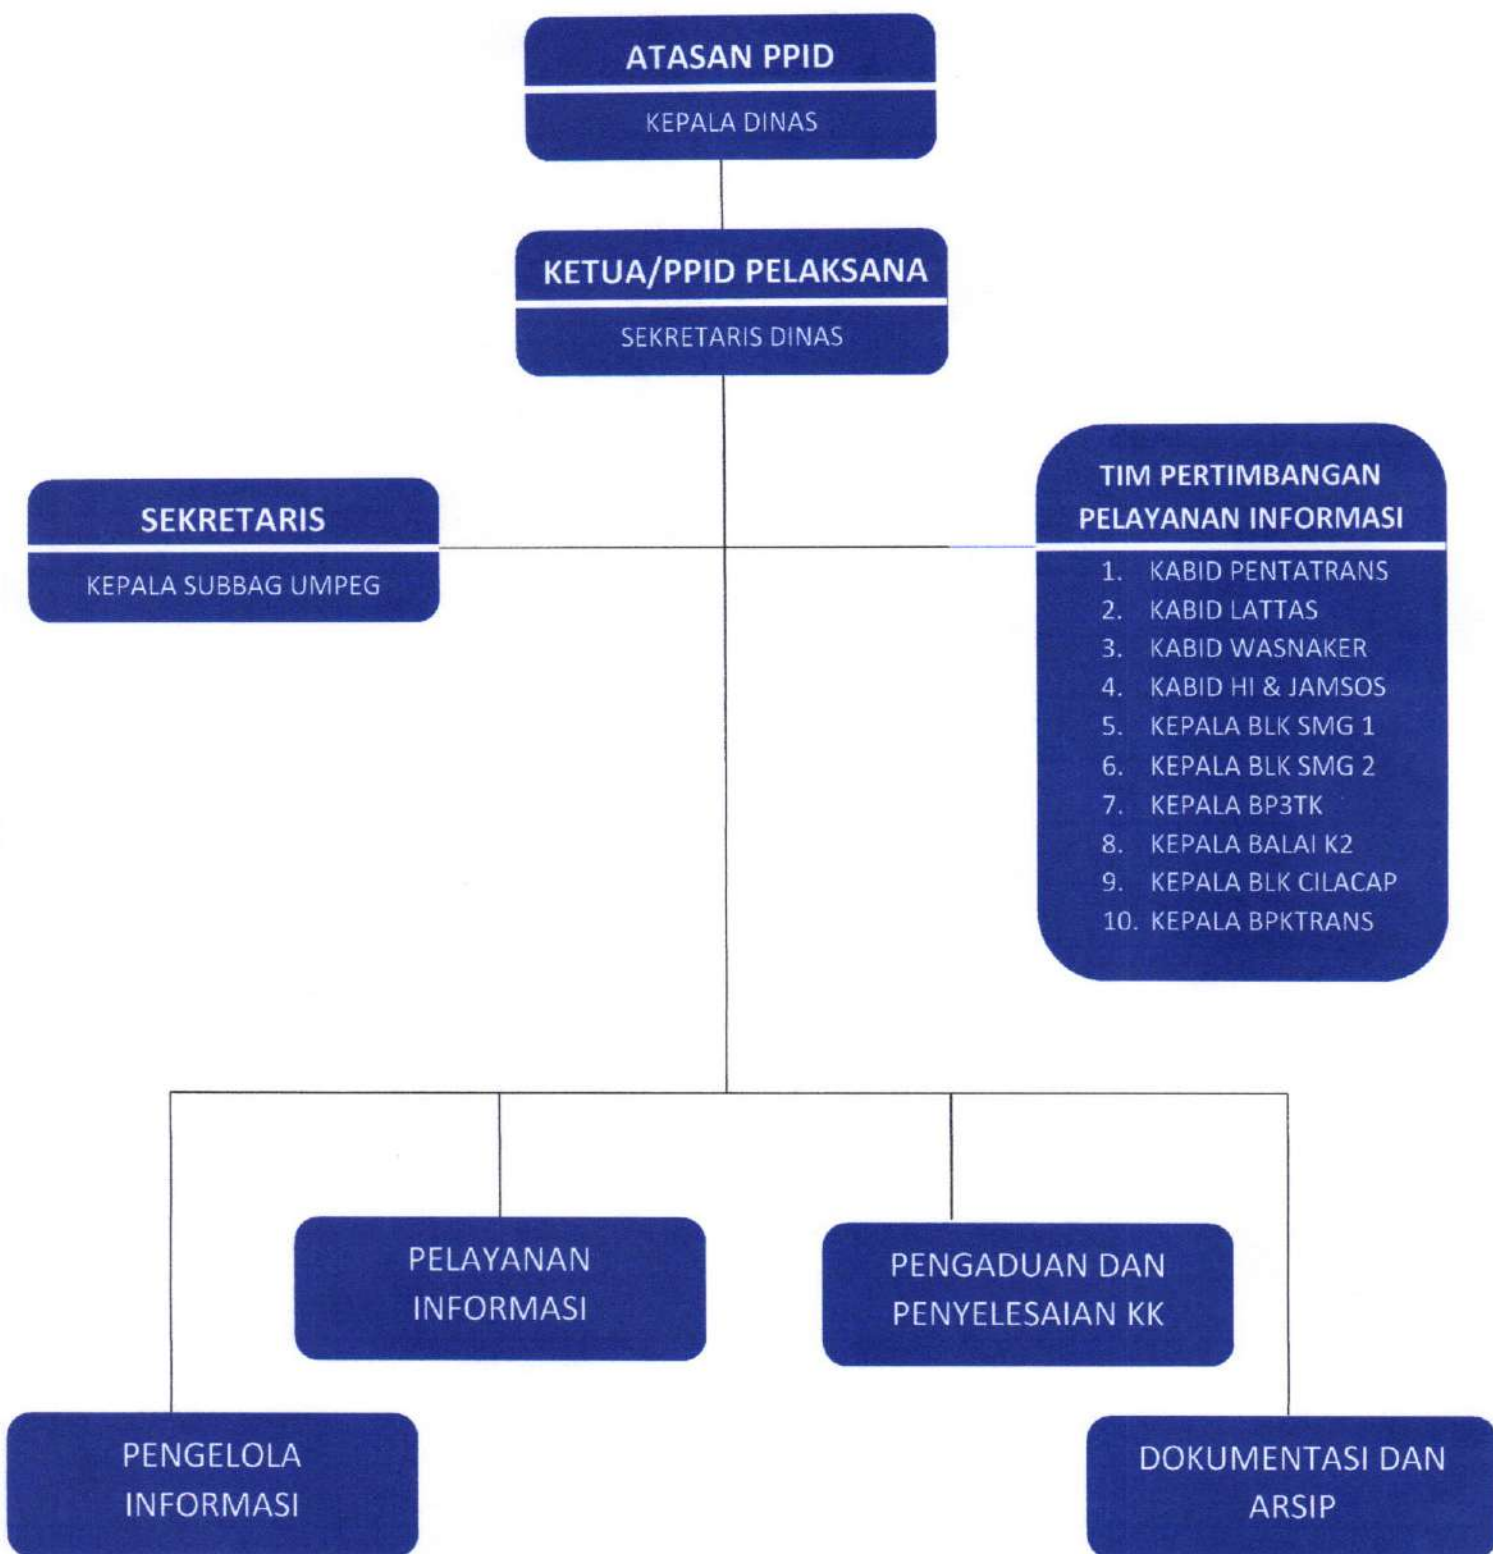 ATASAN PPID
KEPALA DINAS
KETUA/PPID PELAKSANA
SEKRETARIS DINAS
SEKRETARIS
KEPALA SUBBAG UMPEG
TIM PERTIMBANGAN
PELAYANAN INFORMASI
1. KABID PENTATRANS
2. KABID LATTAS
3. KABID WASNAKER
4. KABID HI & JAMSOS
5. KEPALA BLK SMG 1
6. KEPALA BLK SMG 2
7. KEPALA BP3TK
8. KEPALA BALAI K2
9. KEPALA BLK CILACAP
10. KEPALA BPKTRANS
PELAYANAN
INFORMASI
PENGADUAN DAN
PENYELESAIAN KK
PENGELOLA
INFORMASI
DOKUMENTASI DAN
ARSIP